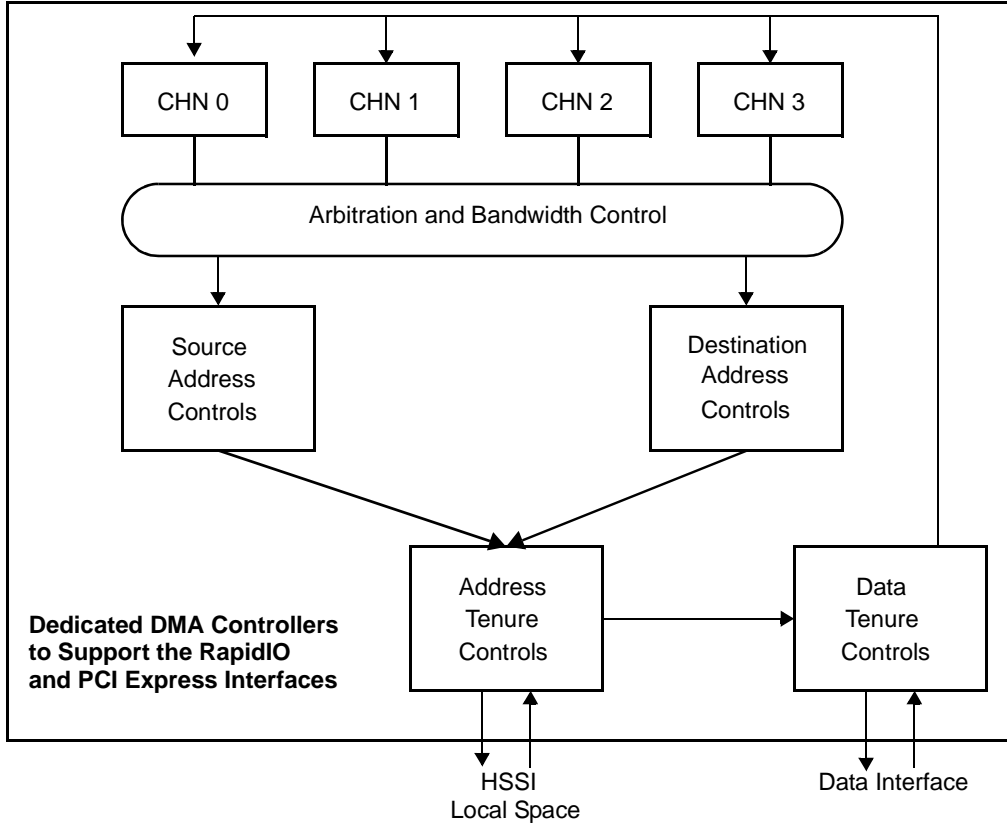 CHN 0
CHN 1
CHN 2
CHN 3
Arbitration and Bandwidth Control
Source
Address
Controls
Destination
Address
Controls
Address
Tenure
Controls
Data
Tenure
Controls
Dedicated DMA Controllers
to Support the RapidIO
and PCI Express Interfaces
HSSI
Local Space
Data Interface